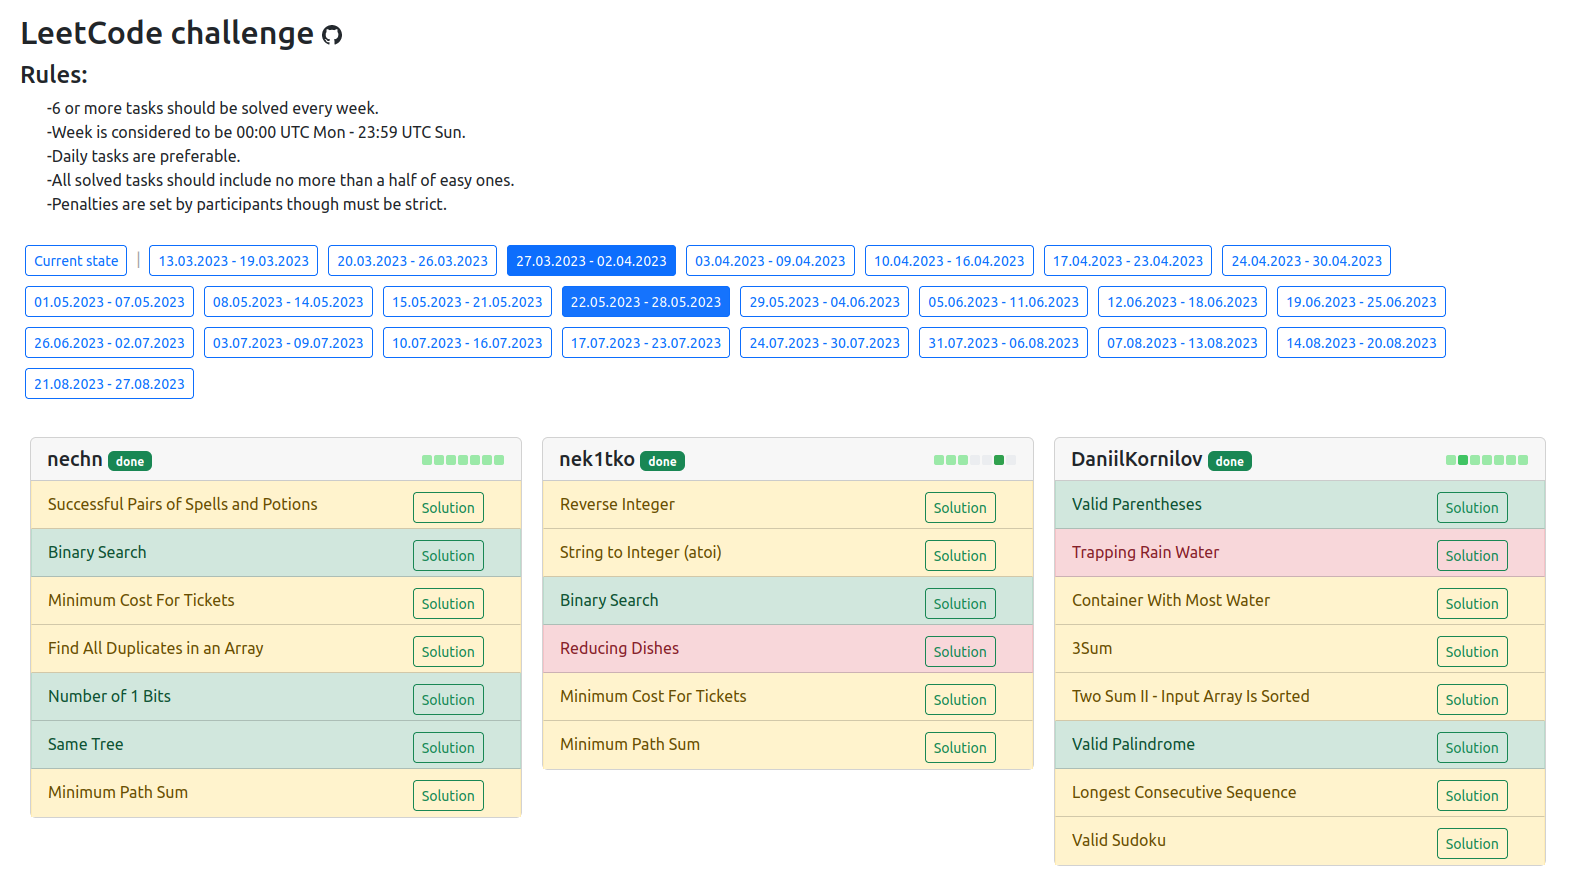 LeetCode challenge
Rules:
-6 or more tasks should be solved every week.
-Week is considered to be 00:00 UTC Mon - 23:59 UTC Sun.
-Daily tasks are preferable.
-All solved tasks should include no more than a half of easy ones.
-Penalties are set by participants though must be strict.
Current state | 13.03.2023 - 19.03.2023 20.03.2023 - 26.03.2023 27.03.2023 - 02.04.2023 03.04.2023 - 09.04.2023 10.04.2023 - 16.04.2023 17.04.2023 - 23.04.2023 24.04.2023 - 30.04.2023
01.05.2023 - 07.05.2023 08.05.2023 - 14.05.2023 15.05.2023 - 21.05.2023 22.05.2023 - 28.05.2023 29.05.2023 - 04.06.2023 05.06.2023 - 11.06.2023 12.06.2023 - 18.06.2023 19.06.2023 - 25.06.2023
26.06.2023 - 02.07.2023 03.07.2023 - 09.07.2023 10.07.2023 - 16.07.2023 17.07.2023 - 23.07.2023 24.07.2023 - 30.07.2023 31.07.2023 - 06.08.2023 07.08.2023 - 13.08.2023 14.08.2023 - 20.08.2023
21.08.2023 - 27.08.2023
nechn done
Successful Pairs of Spells and Potions Solution
Binary Search Solution
Minimum Cost For Tickets Solution
Find All Duplicates in an Array Solution
Number of 1 Bits Solution
Same Tree Solution
Minimum Path Sum Solution
nek1tko done
Reverse Integer Solution
String to Integer (atoi) Solution
Binary Search Solution
Reducing Dishes Solution
Minimum Cost For Tickets Solution
Minimum Path Sum Solution
DaniilKornilov done
Valid Parentheses Solution
Trapping Rain Water Solution
Container With Most Water Solution
3Sum Solution
Two Sum II - Input Array Is Sorted Solution
Valid Palindrome Solution
Longest Consecutive Sequence Solution
Valid Sudoku Solution